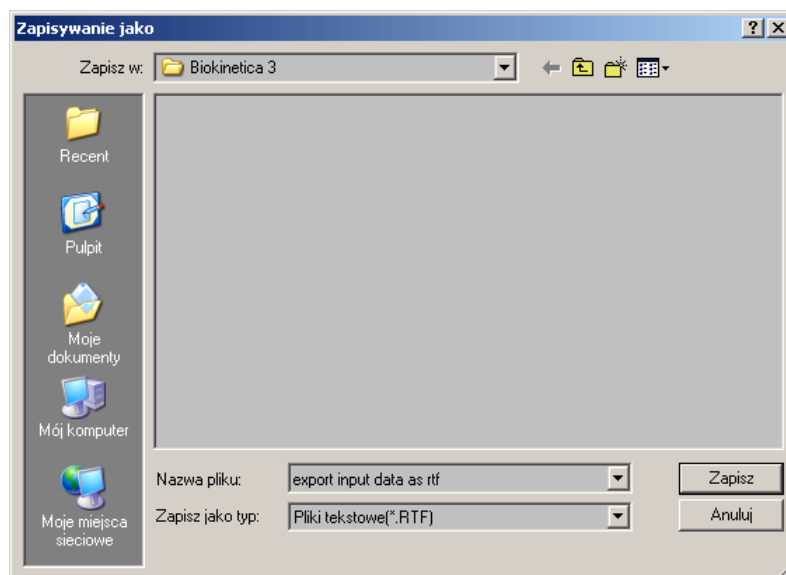 Zapisywanie jako
Zapisz w: Biokinetica 3
Recent
Pulpit
Moje
dokumenty
Mój komputer
Moje miejsca
sieciowe
Nazwa pliku: export input data as rtf Zapisz
Zapisz jako typ: Pliki tekstowe(*.RTF) Anuluj